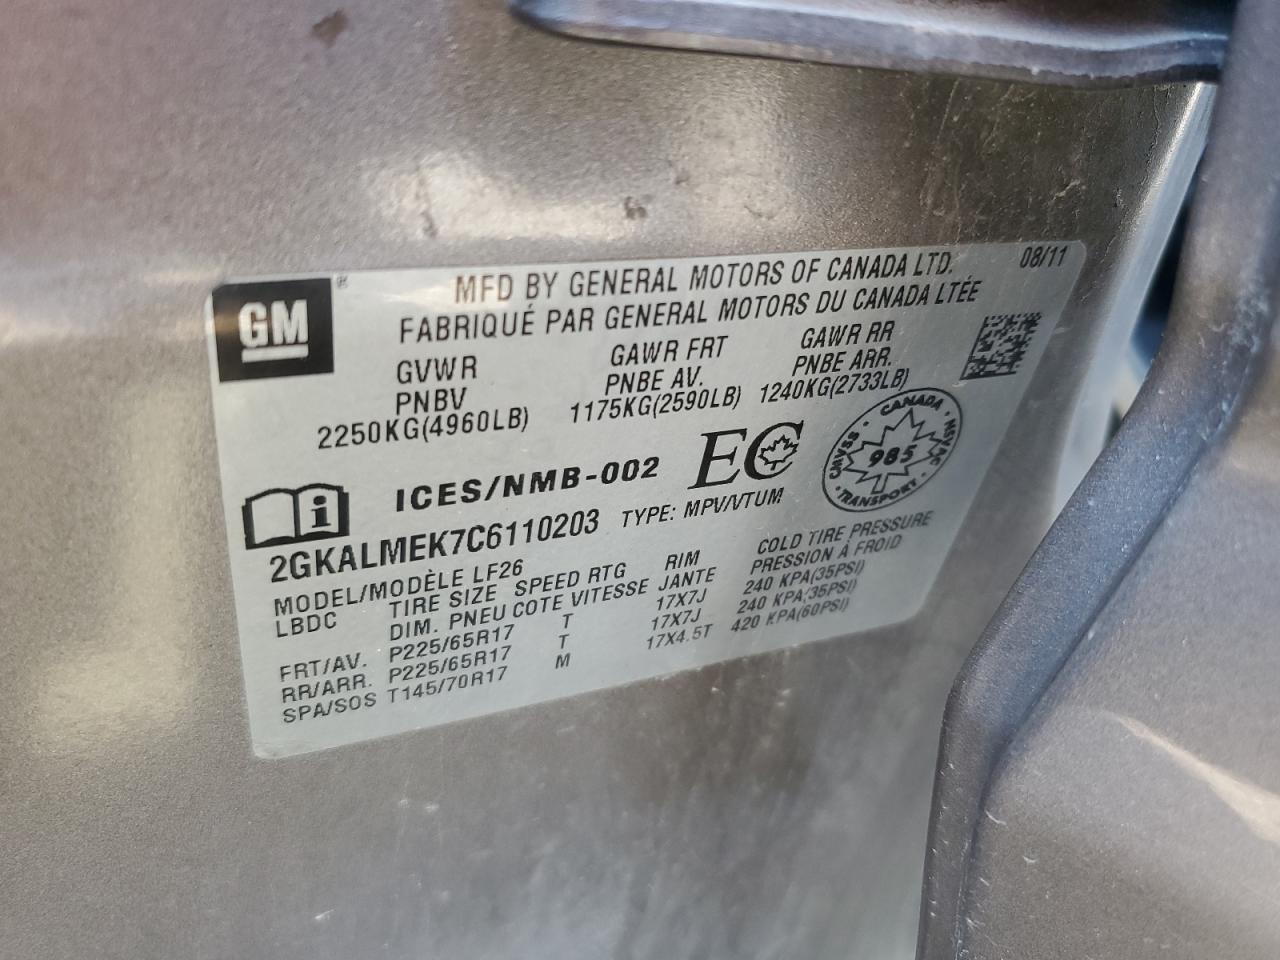 GM ®
MFD BY GENERAL MOTORS OF CANADA LTD. 08/11
FABRIQUÉ PAR GENERAL MOTORS DU CANADA LTÉE
GVWR GAWR FRT GAWR RR
PNBV PNBE AV. PNBE ARR.
2250KG(4960LB) 1175KG(2590LB) 1240KG(2733LB)
i ICES/NMB-002 EC
CANADA · NSVAC · TRANSPORT · CMVSS
985
2GKALMEK7C6110203 TYPE: MPV/VTUM
MODEL/MODÈLE LF26
LBDC TIRE SIZE SPEED RTG RIM COLD TIRE PRESSURE
DIM. PNEU COTE VITESSE JANTE PRESSION À FROID
FRT/AV. P225/65R17 T 17X7J 240 KPA(35PSI)
RR/ARR. P225/65R17 T 17X7J 240 KPA(35PSI)
SPA/SOS T145/70R17 M 17X4.5T 420 KPA(60PSI)